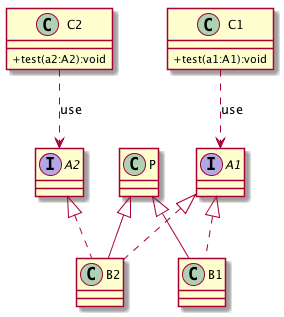 C C2
+test(a2:A2):void
C C1
+test(a1:A1):void
use
use
I A2
C P
I A1
C B2
C B1